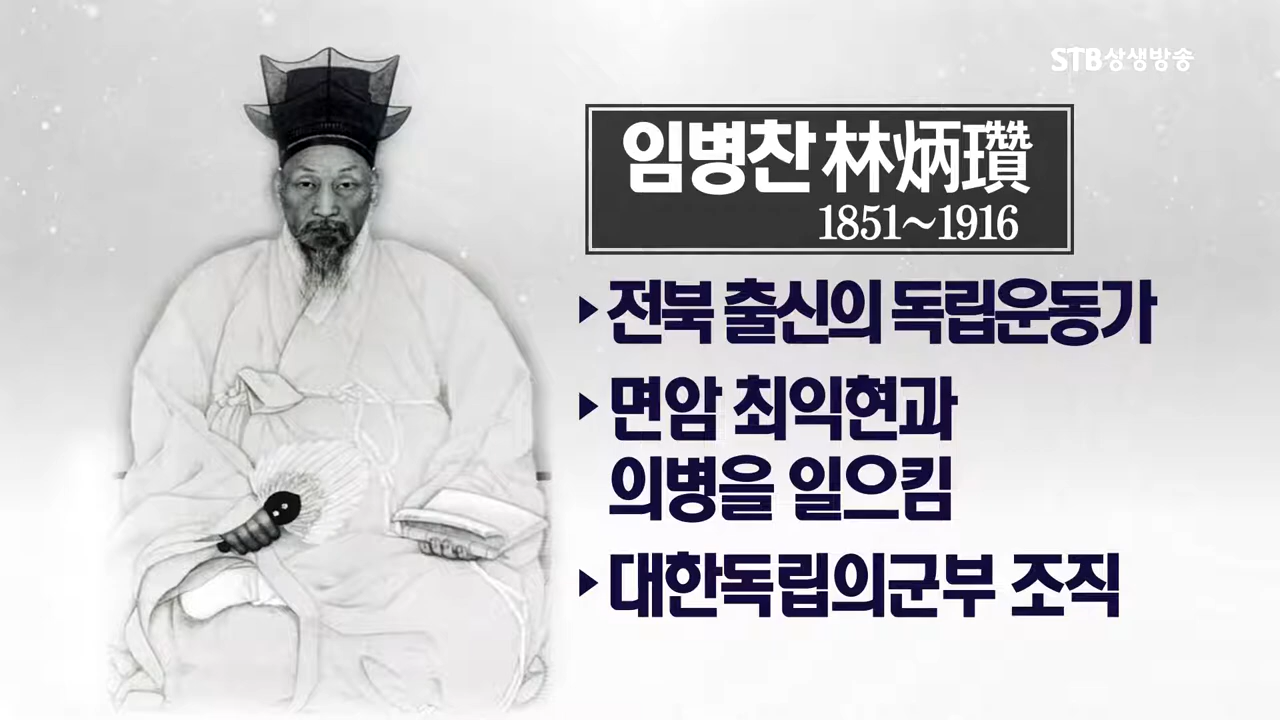 STB상생방송
임병찬 林炳瓚
1851~1916
▶전북 출신의 독립운동가
▶면암 최익현과
의병을 일으킴
▶대한독립의군부 조직